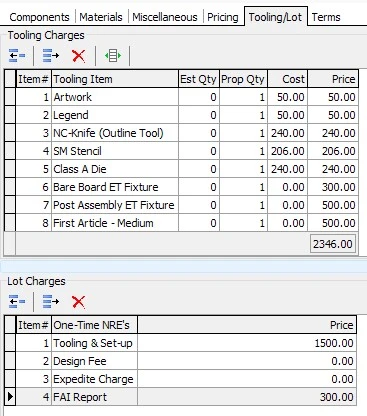 Components Materials Miscellaneous Pricing Tooling/Lot Terms
Tooling Charges
Item# Tooling Item Est Qty Prop Qty Cost Price
1 Artwork 0 1 50.00 50.00
2 Legend 0 1 50.00 50.00
3 NC-Knife (Outline Tool) 0 1 240.00 240.00
4 SM Stencil 0 1 206.00 206.00
5 Class A Die 0 1 240.00 240.00
6 Bare Board ET Fixture 0 1 0.00 300.00
7 Post Assembly ET Fixture 0 1 0.00 500.00
8 First Article - Medium 0 1 0.00 500.00
2346.00
Lot Charges
Item# One-Time NRE's Price
1 Tooling & Set-up 1500.00
2 Design Fee 0.00
3 Expedite Charge 0.00
4 FAI Report 300.00